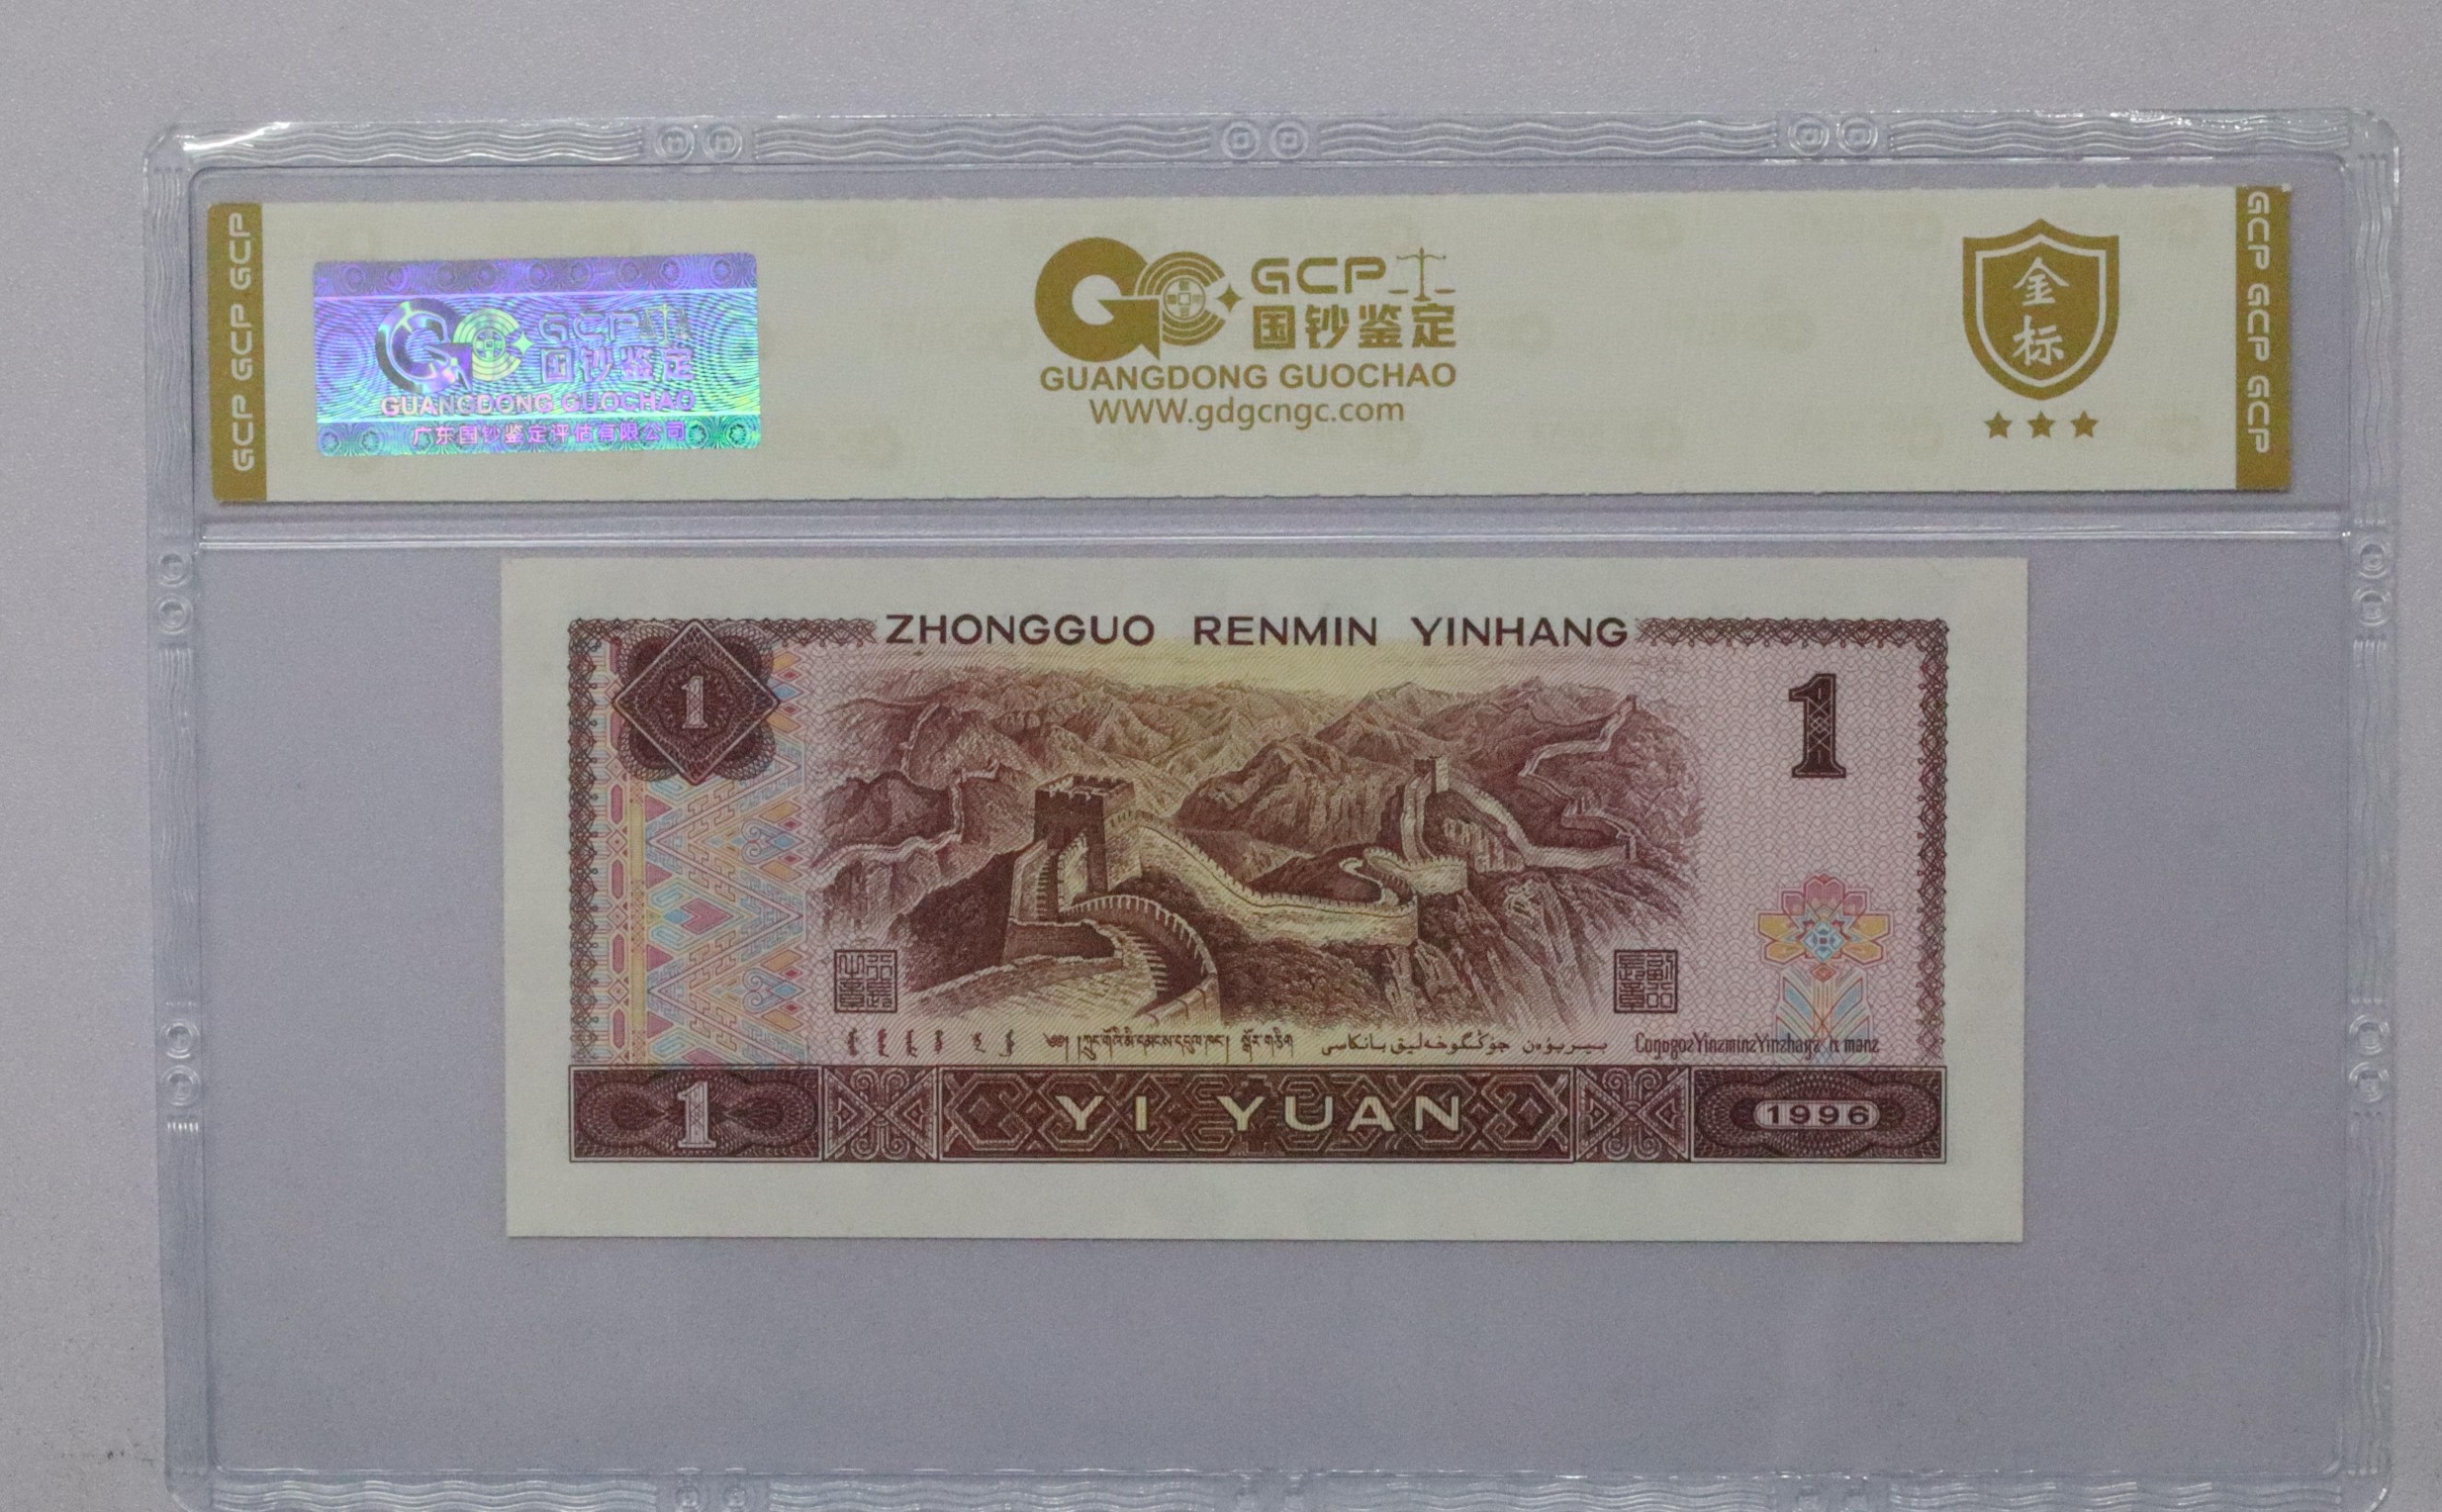 GCP GCP GCP
GCP
国钞鉴定
GUANGDONG GUOCHAO
广东国钞鉴定评估有限公司
GCP
国钞鉴定
GUANGDONG GUOCHAO
WWW.gdgcngc.com
金
标
GCP GCP GCP
ZHONGGUO RENMIN YINHANG
1
1
1
YI YUAN
1996